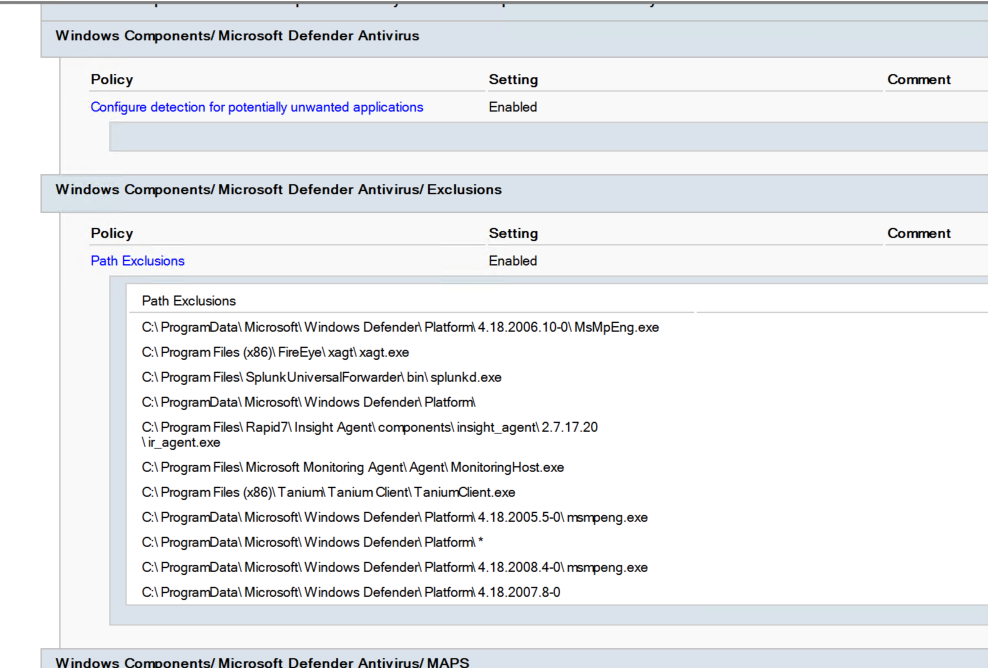 Windows Components/Microsoft Defender Antivirus
Policy Setting Comment
Configure detection for potentially unwanted applications Enabled
Windows Components/Microsoft Defender Antivirus/Exclusions
Policy Setting Comment
Path Exclusions Enabled
Path Exclusions
C:\ProgramData\Microsoft\Windows Defender\Platform\4.18.2006.10-0\MsMpEng.exe
C:\Program Files (x86)\FireEye\xagt\xagt.exe
C:\Program Files\SplunkUniversalForwarder\bin\splunkd.exe
C:\ProgramData\Microsoft\Windows Defender\Platform\
C:\Program Files\Rapid7\Insight Agent\components\insight_agent\2.7.17.20
\ir_agent.exe
C:\Program Files\Microsoft Monitoring Agent\Agent\MonitoringHost.exe
C:\Program Files (x86)\Tanium\Tanium Client\TaniumClient.exe
C:\ProgramData\Microsoft\Windows Defender\Platform\4.18.2005.5-0\msmpeng.exe
C:\ProgramData\Microsoft\Windows Defender\Platform\*
C:\ProgramData\Microsoft\Windows Defender\Platform\4.18.2008.4-0\msmpeng.exe
C:\ProgramData\Microsoft\Windows Defender\Platform\4.18.2007.8-0
Windows Components/Microsoft Defender Antivirus/MAPS